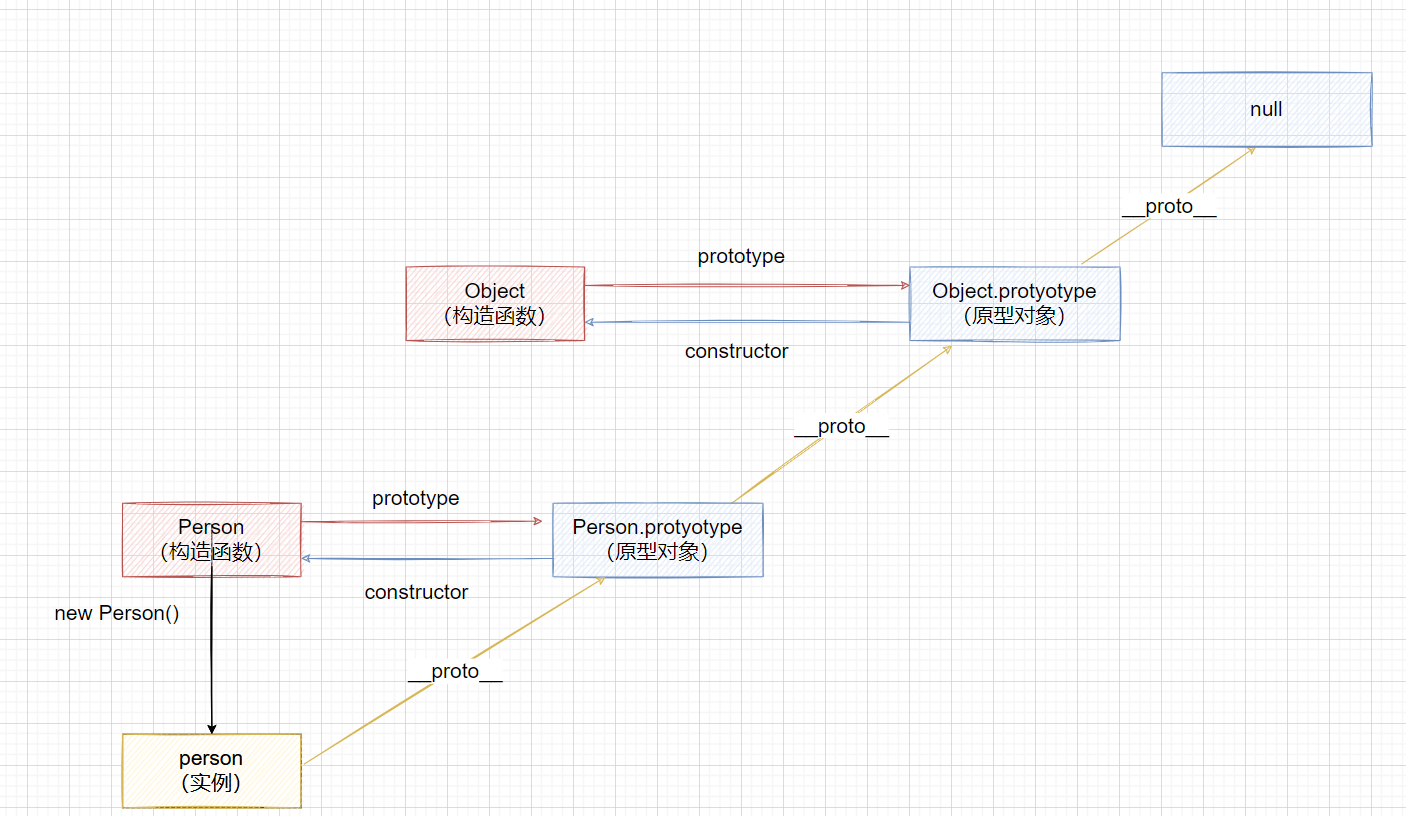 null
__proto__
prototype
Object
（构造函数）
Object.protyotype
（原型对象）
constructor
__proto__
prototype
Person
（构造函数）
Person.protyotype
（原型对象）
constructor
new Person()
__proto__
person
（实例）